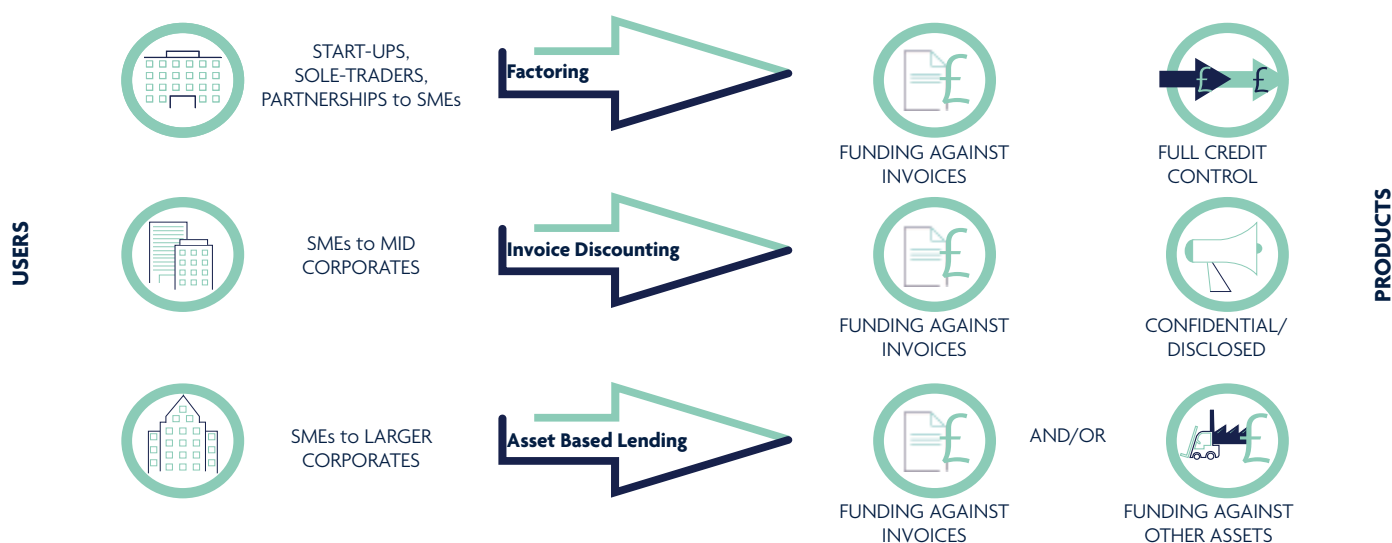 USERS
START-UPS,
SOLE-TRADERS,
PARTNERSHIPS to SMEs
Factoring
£
FUNDING AGAINST
INVOICES
£ £
FULL CREDIT
CONTROL
SMEs to MID
CORPORATES
Invoice Discounting
£
FUNDING AGAINST
INVOICES
CONFIDENTIAL/
DISCLOSED
SMEs to LARGER
CORPORATES
Asset Based Lending
£
FUNDING AGAINST
INVOICES
AND/OR
£
FUNDING AGAINST
OTHER ASSETS
PRODUCTS